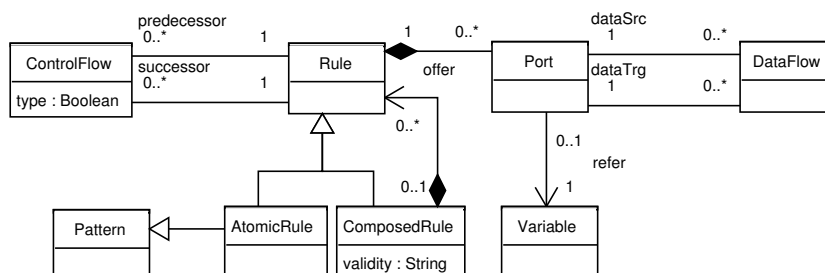 predecessor
0..* 1
1 0..*
dataSrc
1 0..*
ControlFlow
successor
0..* 1
type : Boolean
Rule
offer
Port
dataTrg
1 0..*
DataFlow
0..*
0..1
refer
0..1
1
Pattern
AtomicRule
ComposedRule
validity : String
Variable